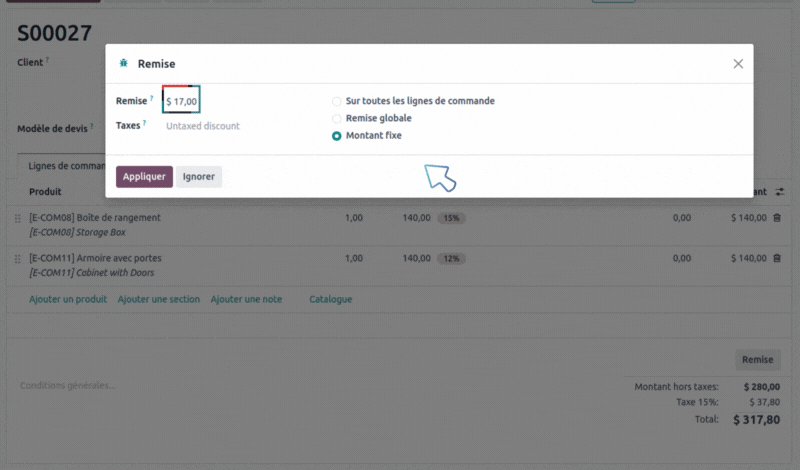 S00027
Client ?
Remise
Remise ? $ 17,00
Sur toutes les lignes de commande
Taxes ? Untaxed discount
Remise globale
Montant fixe
Modèle de devis ?
Lignes de comman
Appliquer Ignorer
Produit ant
[E-COM08] Boîte de rangement 1,00 140,00 15% 0,00 $ 140,00
[E-COM08] Storage Box
[E-COM11] Armoire avec portes 1,00 140,00 12% 0,00 $ 140,00
[E-COM11] Cabinet with Doors
Ajouter un produit Ajouter une section Ajouter une note Catalogue
Remise
Conditions générales...
Montant hors taxes: $ 280,00
Taxe 15%: $ 37,80
Total: $ 317,80